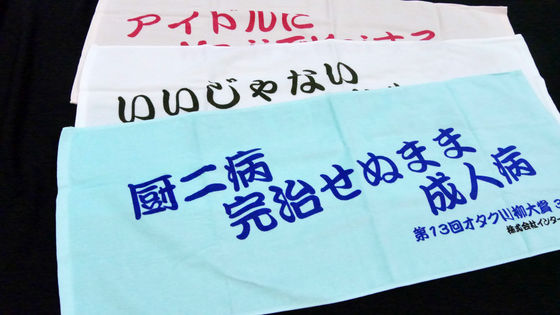 アイドルに
いいじゃない
厨二病
完治せぬまま
成人病
第13回オタク川柳大賞 3
株式会社インター